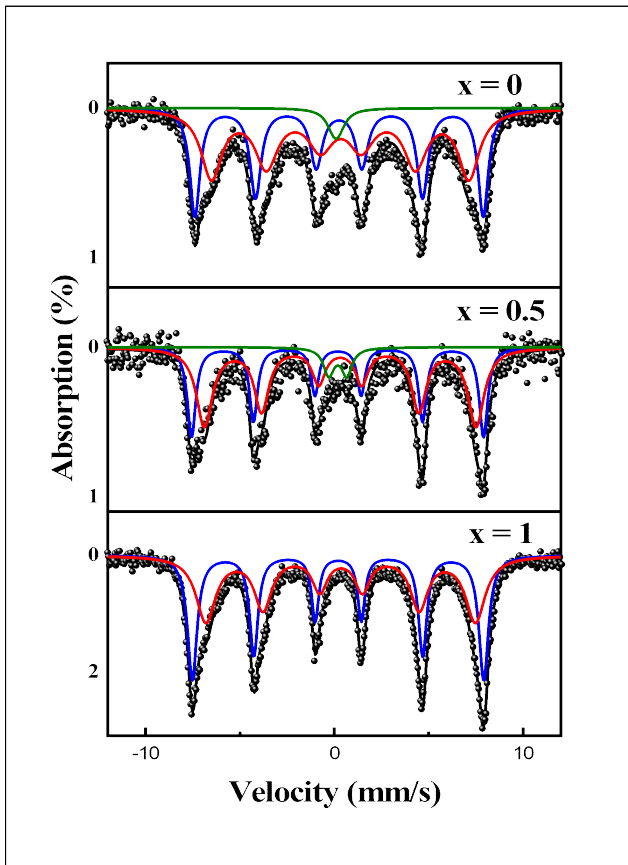 x = 0
0
1
x = 0.5
0
1
x = 1
0
2
Absorption (%)
-10 0 10
Velocity (mm/s)